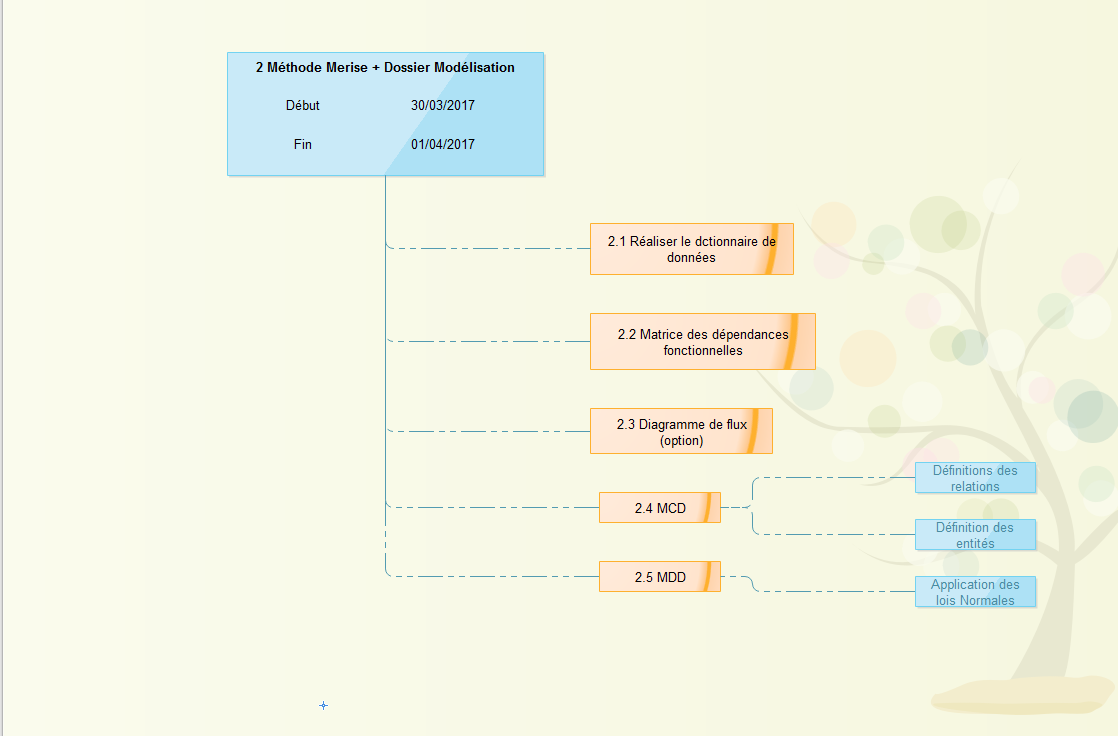 2 Méthode Merise + Dossier Modélisation
Début 30/03/2017
Fin 01/04/2017
2.1 Réaliser le dctionnaire de
données
2.2 Matrice des dépendances
fonctionnelles
2.3 Diagramme de flux
(option)
2.4 MCD
Définitions des
relations
Définition des
entités
2.5 MDD
Application des
lois Normales